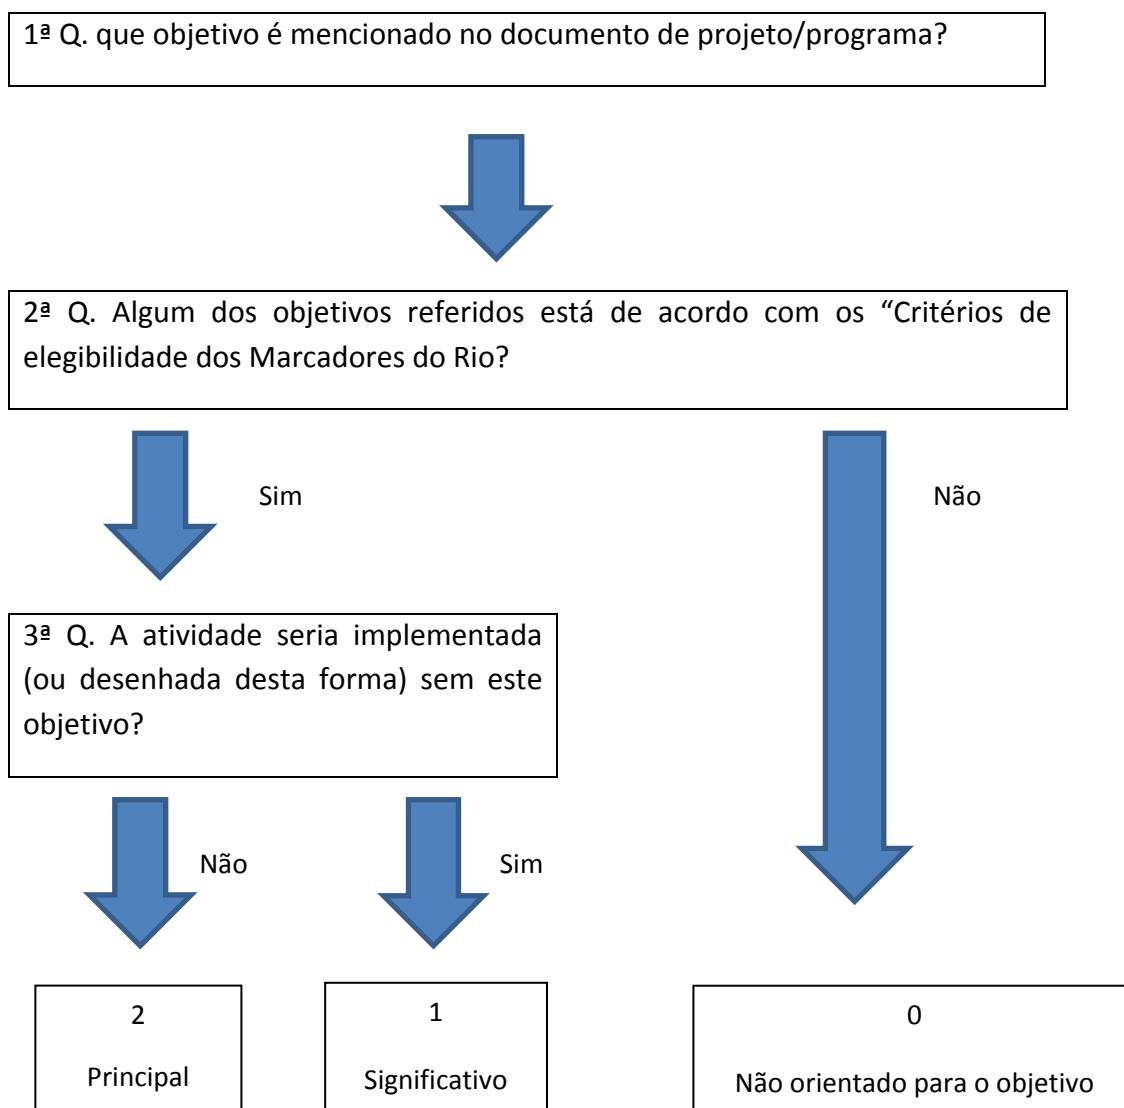 1ª Q. que objetivo é mencionado no documento de projeto/programa?
2ª Q. Algum dos objetivos referidos está de acordo com os “Critérios de
elegibilidade dos Marcadores do Rio?
Sim
Não
3ª Q. A atividade seria implementada
(ou desenhada desta forma) sem este
objetivo?
Não
Sim
2
Principal
1
Significativo
0
Não orientado para o objetivo